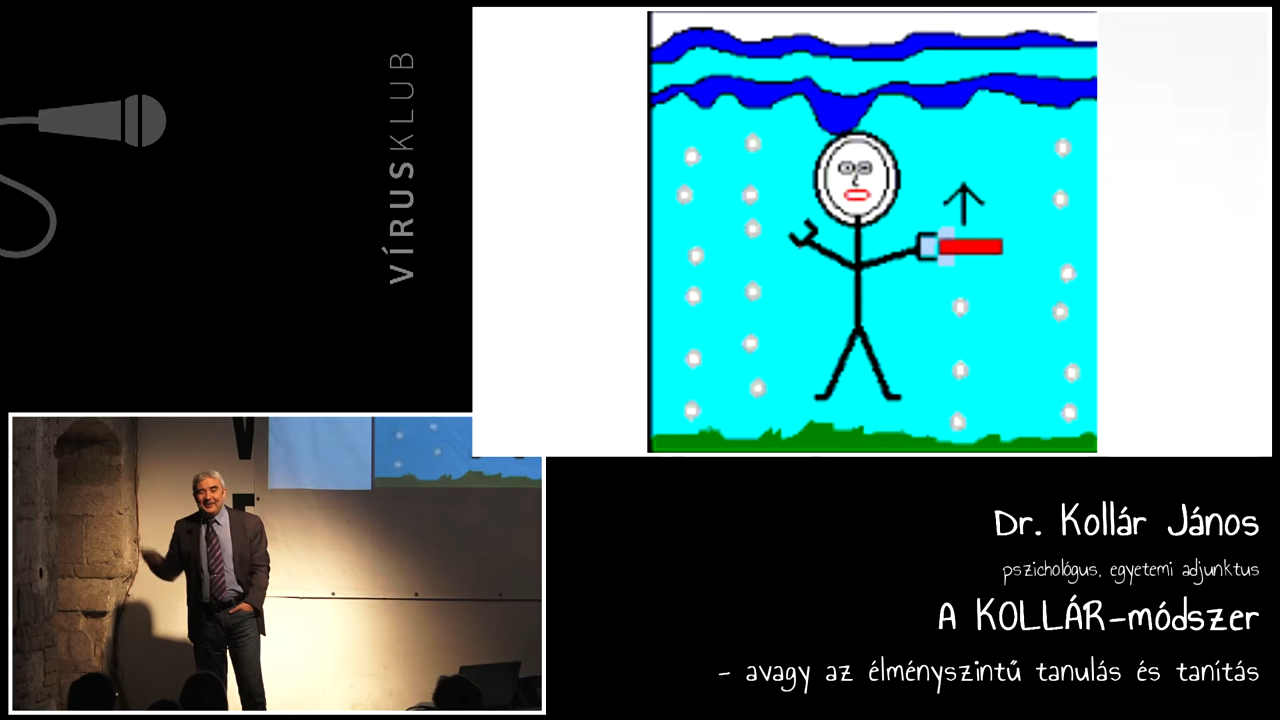 VÍRUSKLUB
Dr. Kollár János
pszichológus, egyetemi adjunktus
A KOLLÁR-módszer
- avagy az élményszintű tanulás és tanítás